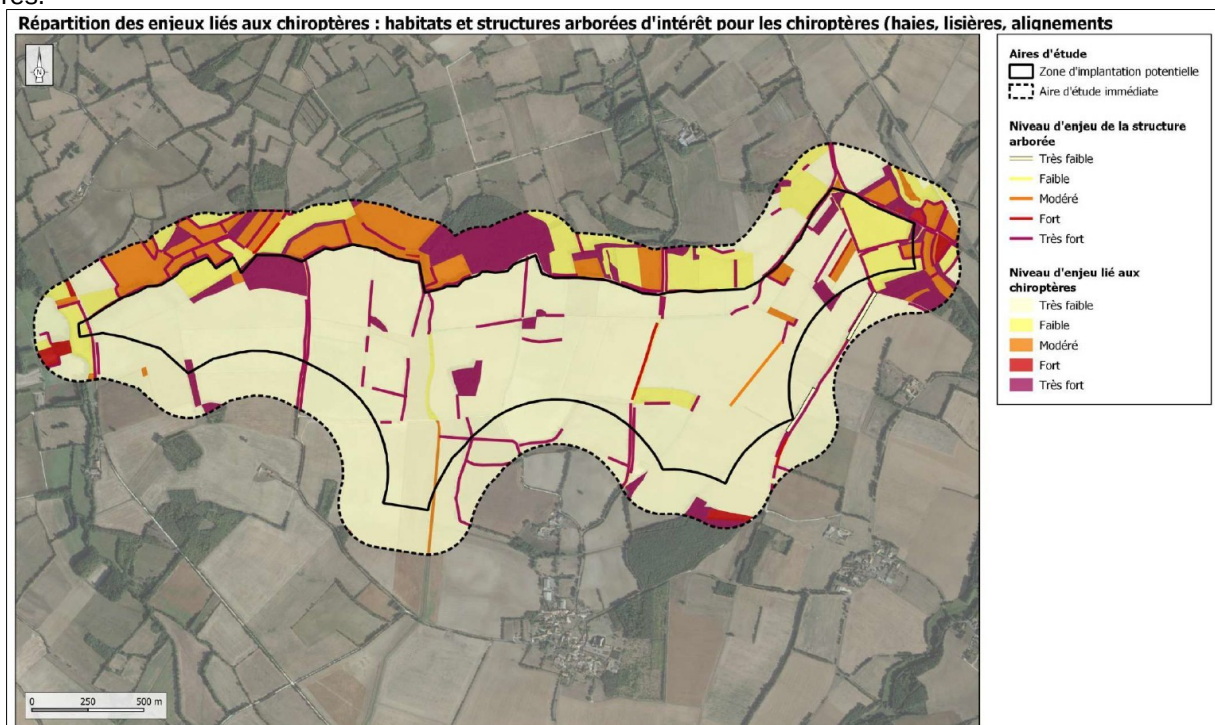 res.
Répartition des enjeux liés aux chiroptères : habitats et structures arborées d'intérêt pour les chiroptères (haies, lisières, alignements
N
Aires d'étude
Zone d'implantation potentielle
Aire d'étude immédiate
Niveau d'enjeu de la structure
arborée
Très faible
Faible
Modéré
Fort
Très fort
Niveau d'enjeu lié aux
chiroptères
Très faible
Faible
Modéré
Fort
Très fort
0 250 500 m